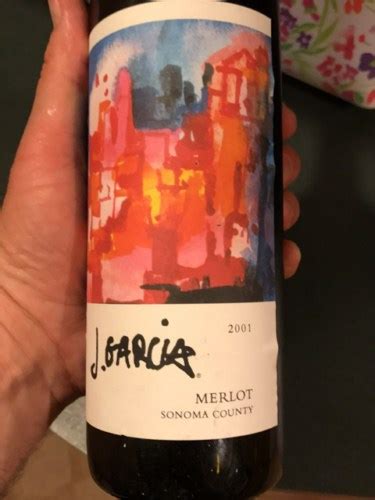 2001
J. GARCIA®
MERLOT
SONOMA COUNTY